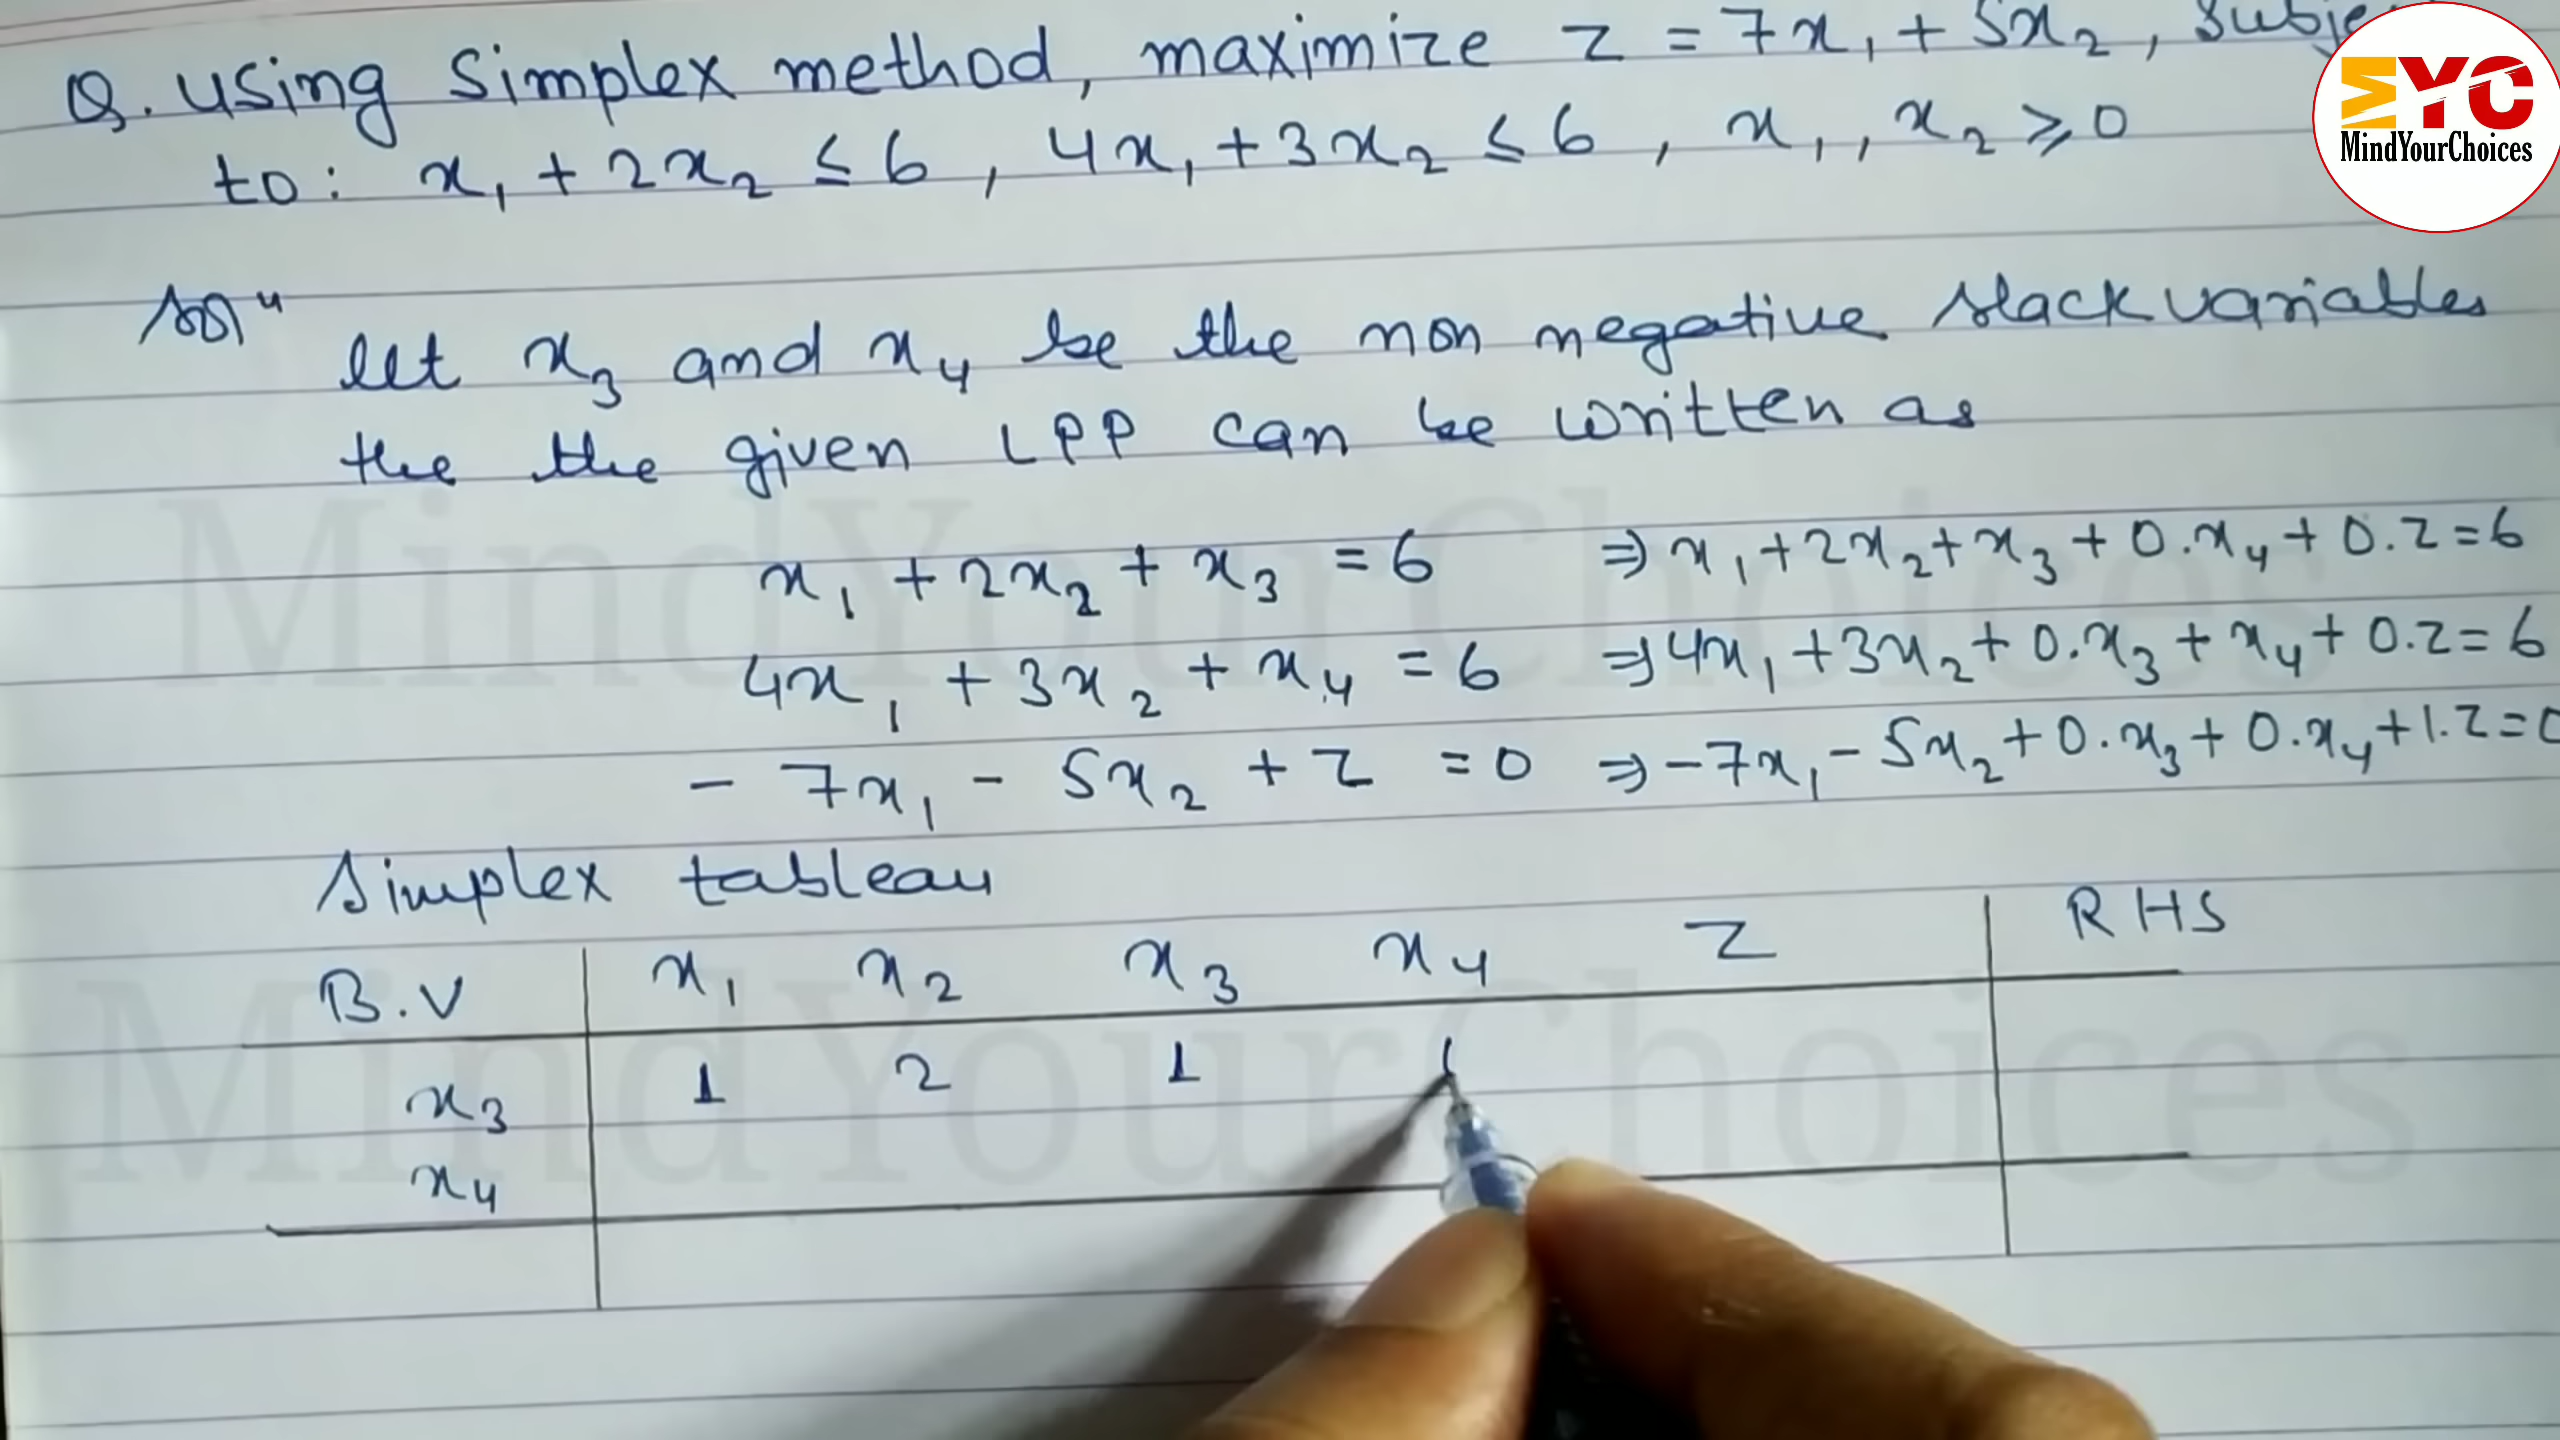 Q. Using Simplex method, maximize Z = 7x₁ + 5x₂, subje
to: x₁ + 2x₂ ≤ 6, 4x₁ + 3x₂ ≤ 6, x₁, x₂ ≥ 0
MYC
MindYourChoices
Solⁿ
let x₃ and x₄ be the non negative slack variables
the the given LPP can be written as
x₁ + 2x₂ + x₃ = 6 ⇒ x₁ + 2x₂ + x₃ + 0.x₄ + 0.Z = 6
4x₁ + 3x₂ + x₄ = 6 ⇒ 4x₁ + 3x₂ + 0.x₃ + x₄ + 0.Z = 6
- 7x₁ - 5x₂ + Z = 0 ⇒ -7x₁ - 5x₂ + 0.x₃ + 0.x₄ + 1.Z = 0
Simplex tableau
B.V x₁ x₂ x₃ x₄ Z RHS
x₃ 1 2 1
x₄
MindYourChoices
MindYourChoices